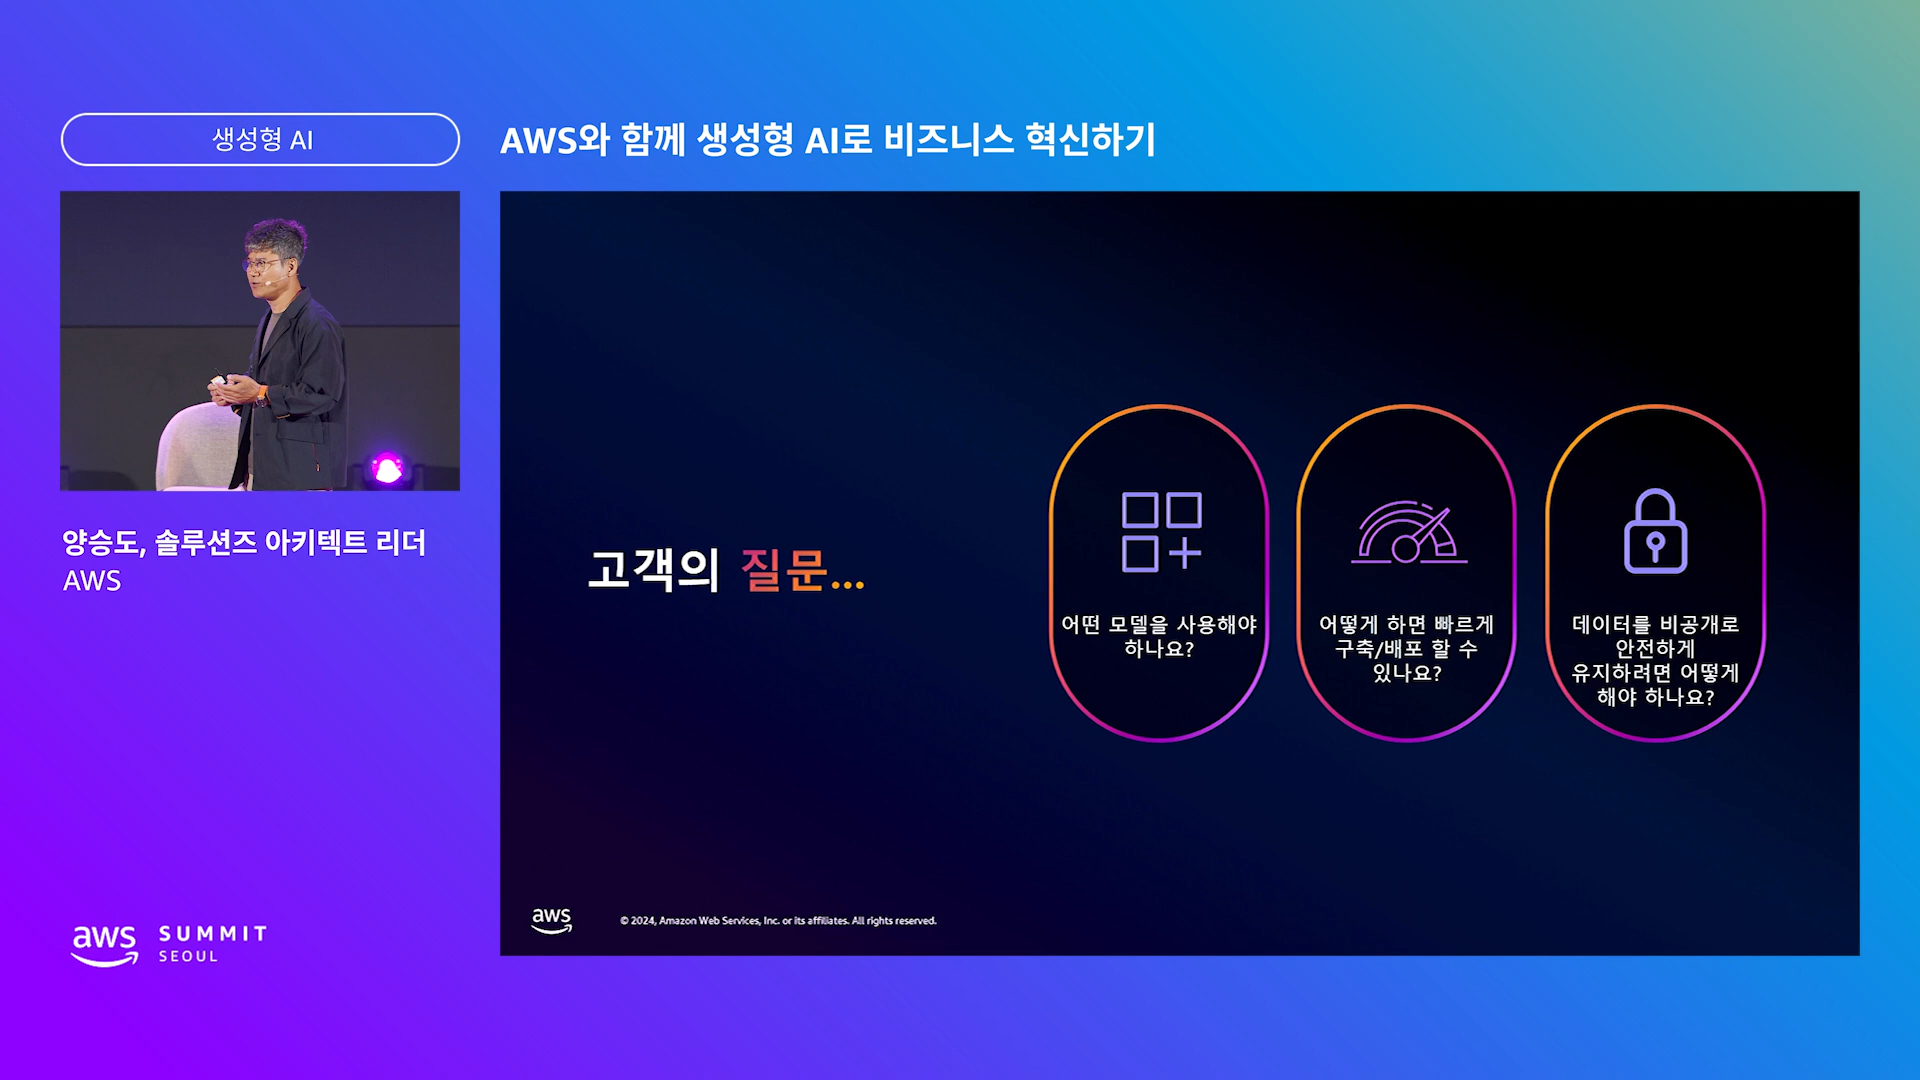 생성형 AI
AWS와 함께 생성형 AI로 비즈니스 혁신하기
양승도, 솔루션즈 아키텍트 리더
AWS
고객의 질문...
어떤 모델을 사용해야
하나요?
어떻게 하면 빠르게
구축/배포 할 수
있나요?
데이터를 비공개로
안전하게
유지하려면 어떻게
해야 하나요?
aws
© 2024, Amazon Web Services, Inc. or its affiliates. All rights reserved.
aws SUMMIT
SEOUL